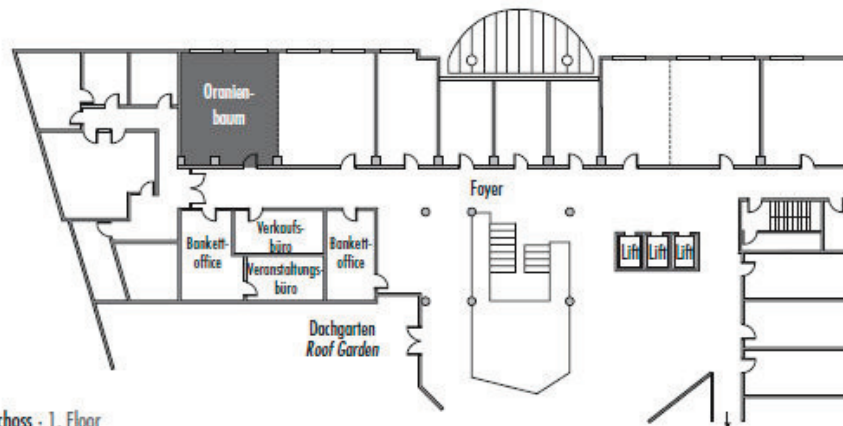 Oranien-
baum
Foyer
Verkaufs-
büro
Bankett-
office
Bankett-
office
Veranstaltungs-
büro
Lift Lift Lift
Dachgarten
Roof Garden
choss · 1. Floor